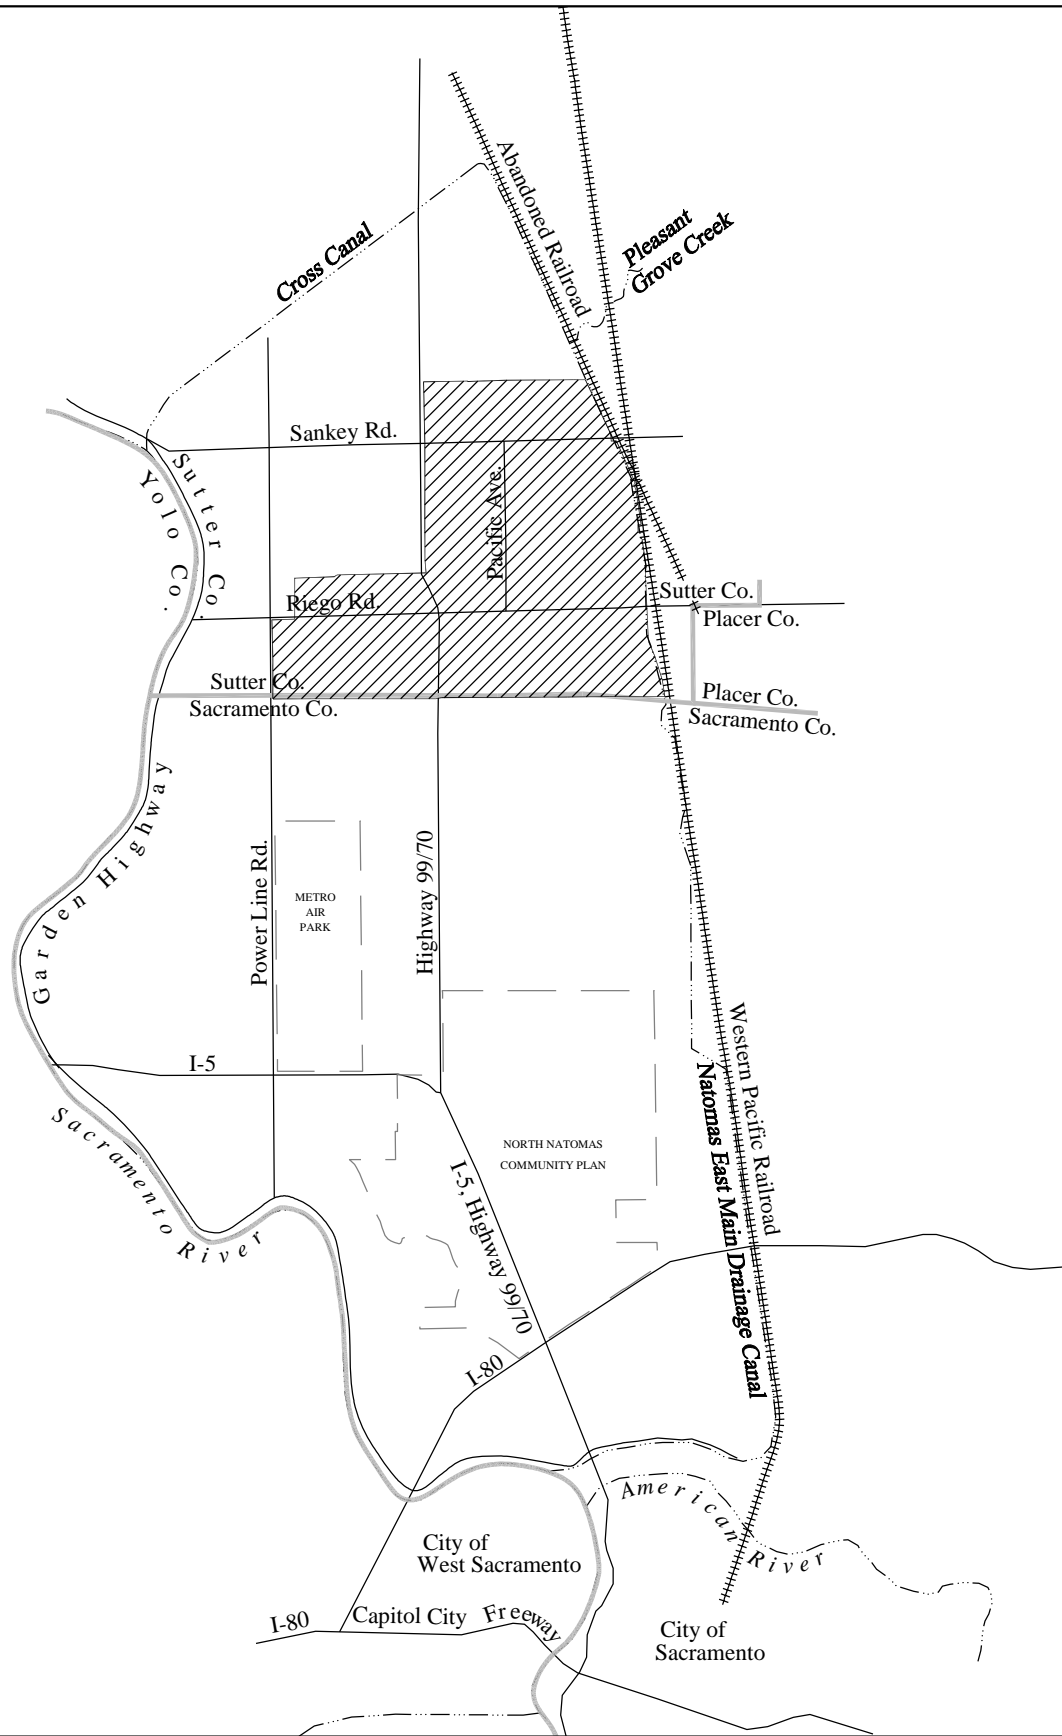 Abandoned Railroad
Pleasant
Grove Creek
Cross Canal
Sankey Rd.
Sutter Co.
Yolo Co.
Pacific Ave.
Riego Rd.
Sutter Co.
Placer Co.
Sutter Co.
Sacramento Co.
Placer Co.
Sacramento Co.
Garden Highway
Power Line Rd.
METRO
AIR
PARK
Highway 99/70
Western Pacific Railroad
Natomas East Main Drainage Canal
I-5
Sacramento River
NORTH NATOMAS
COMMUNITY PLAN
I-5, Highway 99/70
I-80
American River
City of
West Sacramento
I-80
Capitol City Freeway
City of
Sacramento